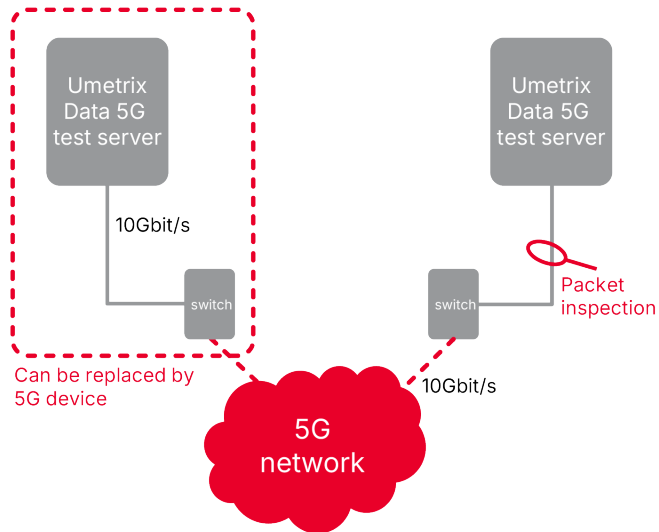 Umetrix
Data 5G
test server
Umetrix
Data 5G
test server
10Gbit/s
switch
switch
Packet
inspection
Can be replaced by
5G device
10Gbit/s
5G
network